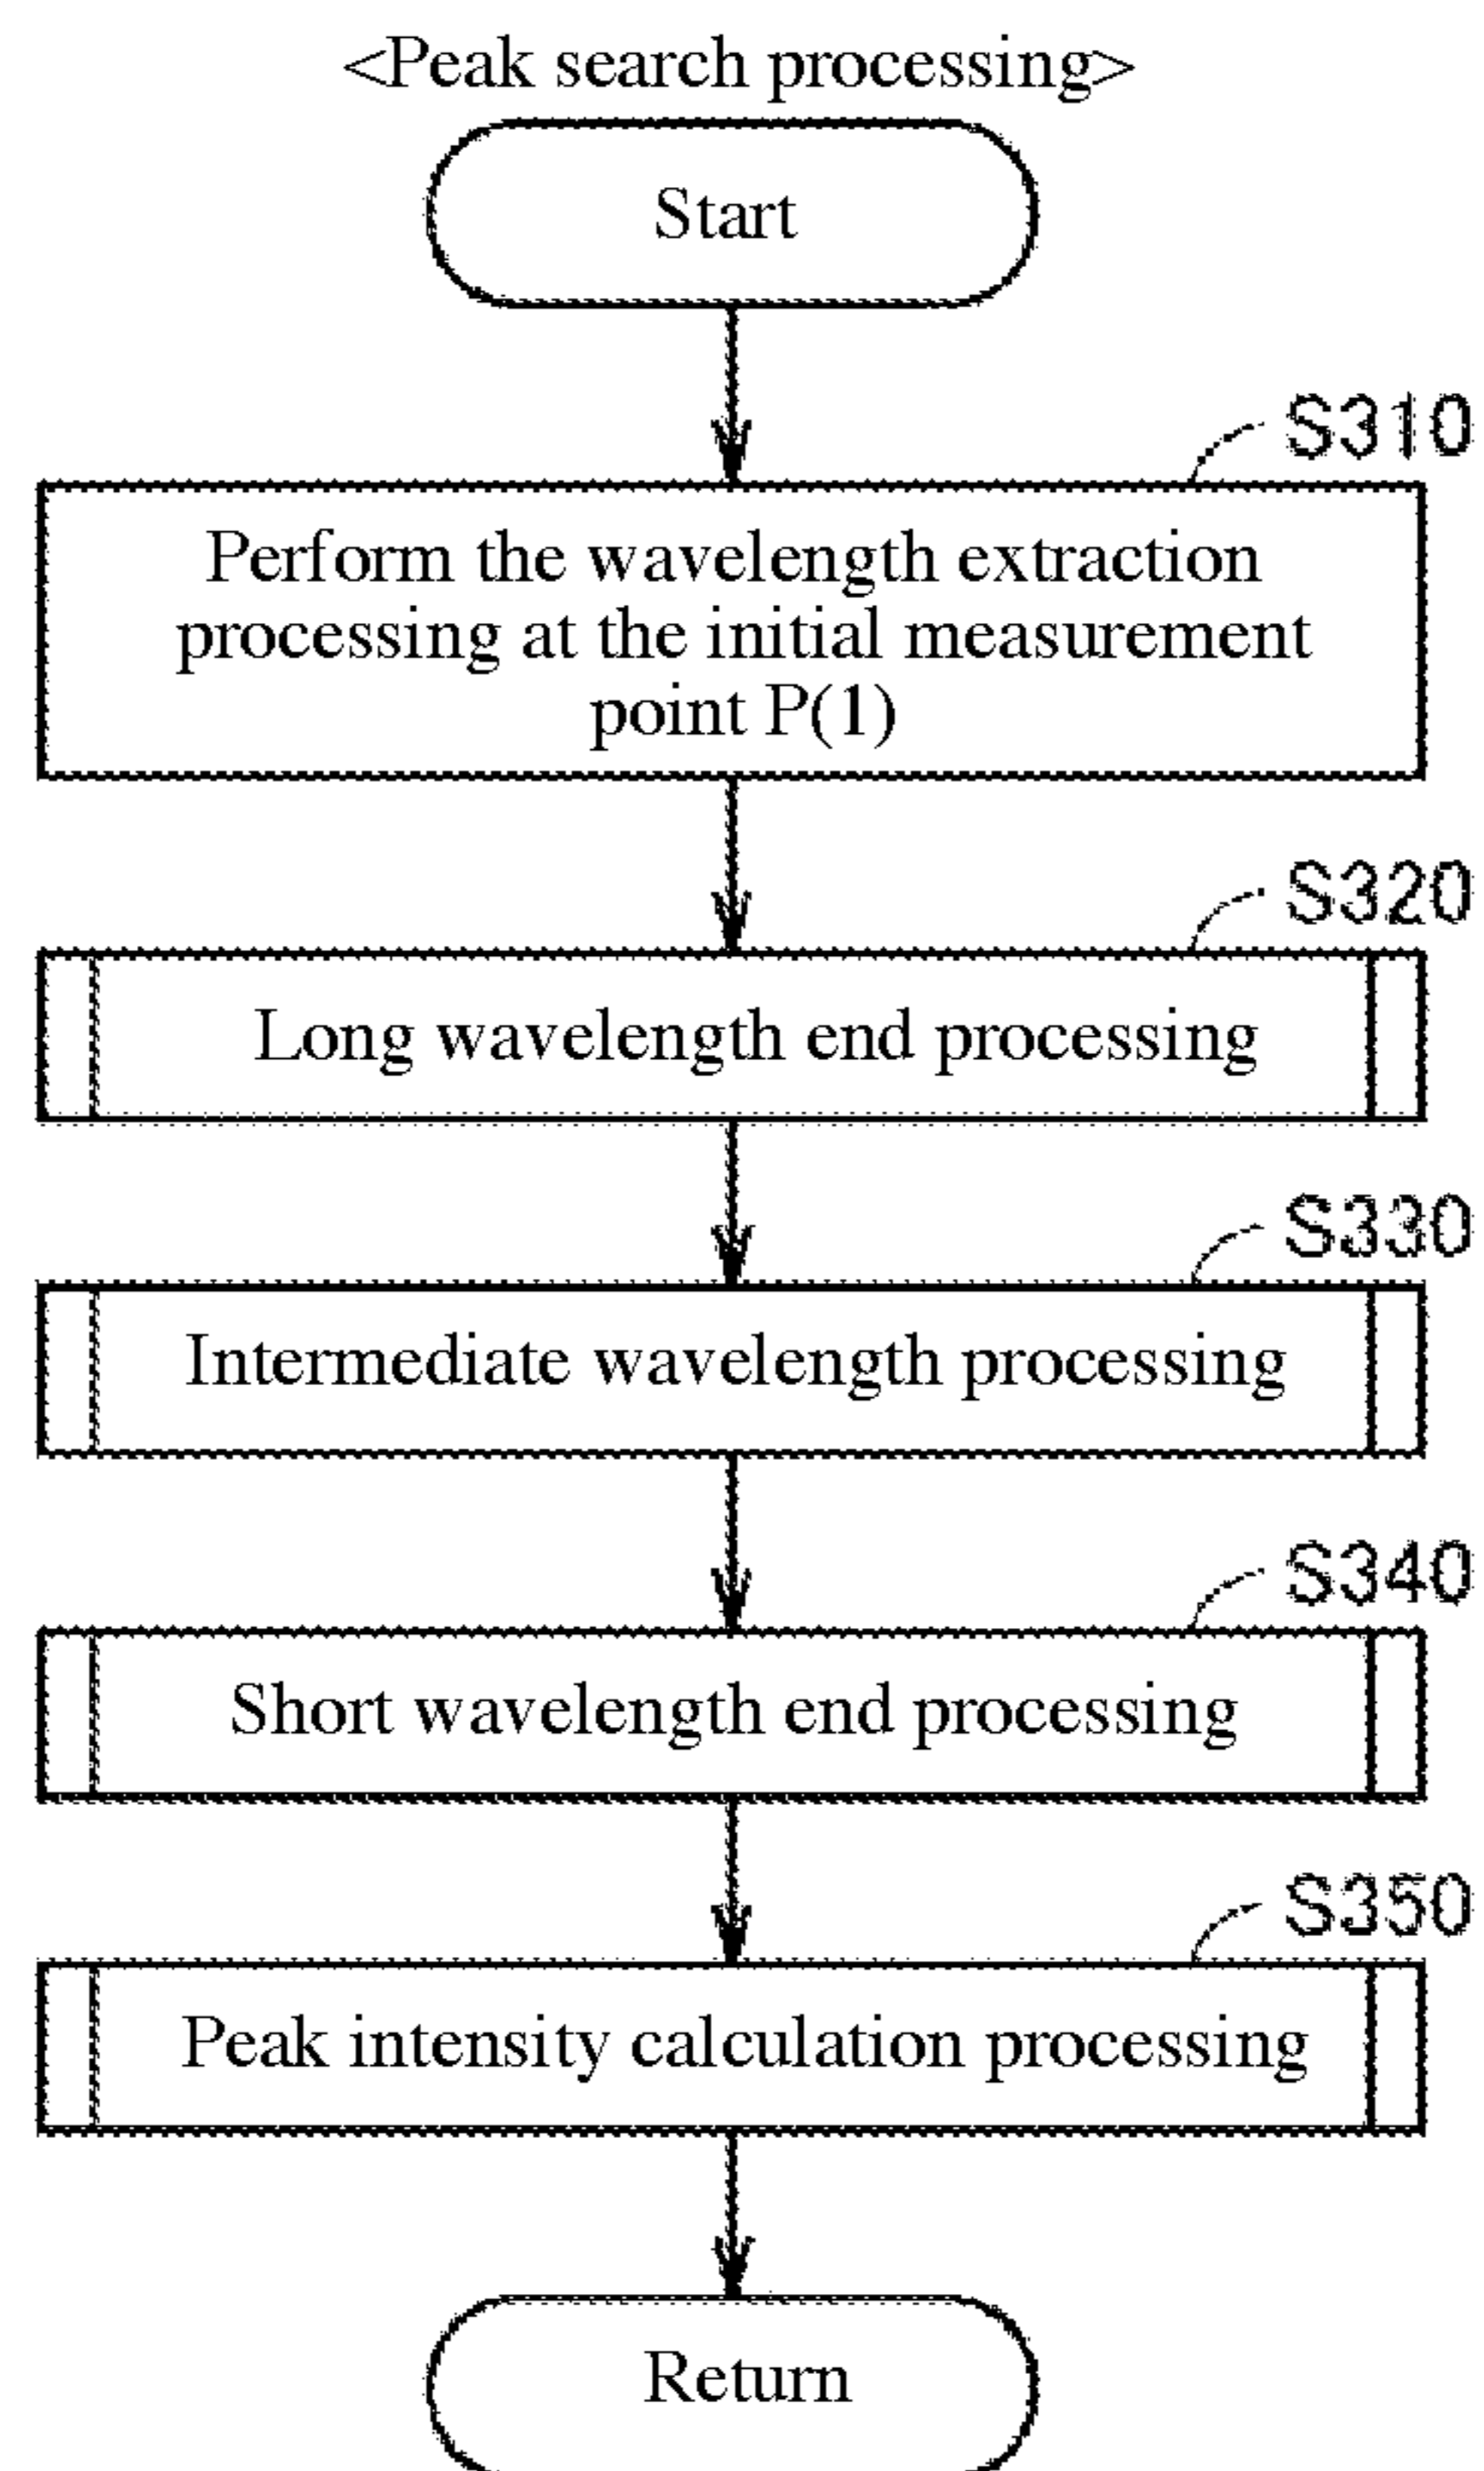 <Peak search processing>
Start
S310
Perform the wavelength extraction
processing at the initial measurement
point P(1)
S320
Long wavelength end processing
S330
Intermediate wavelength processing
S340
Short wavelength end processing
S350
Peak intensity calculation processing
Return